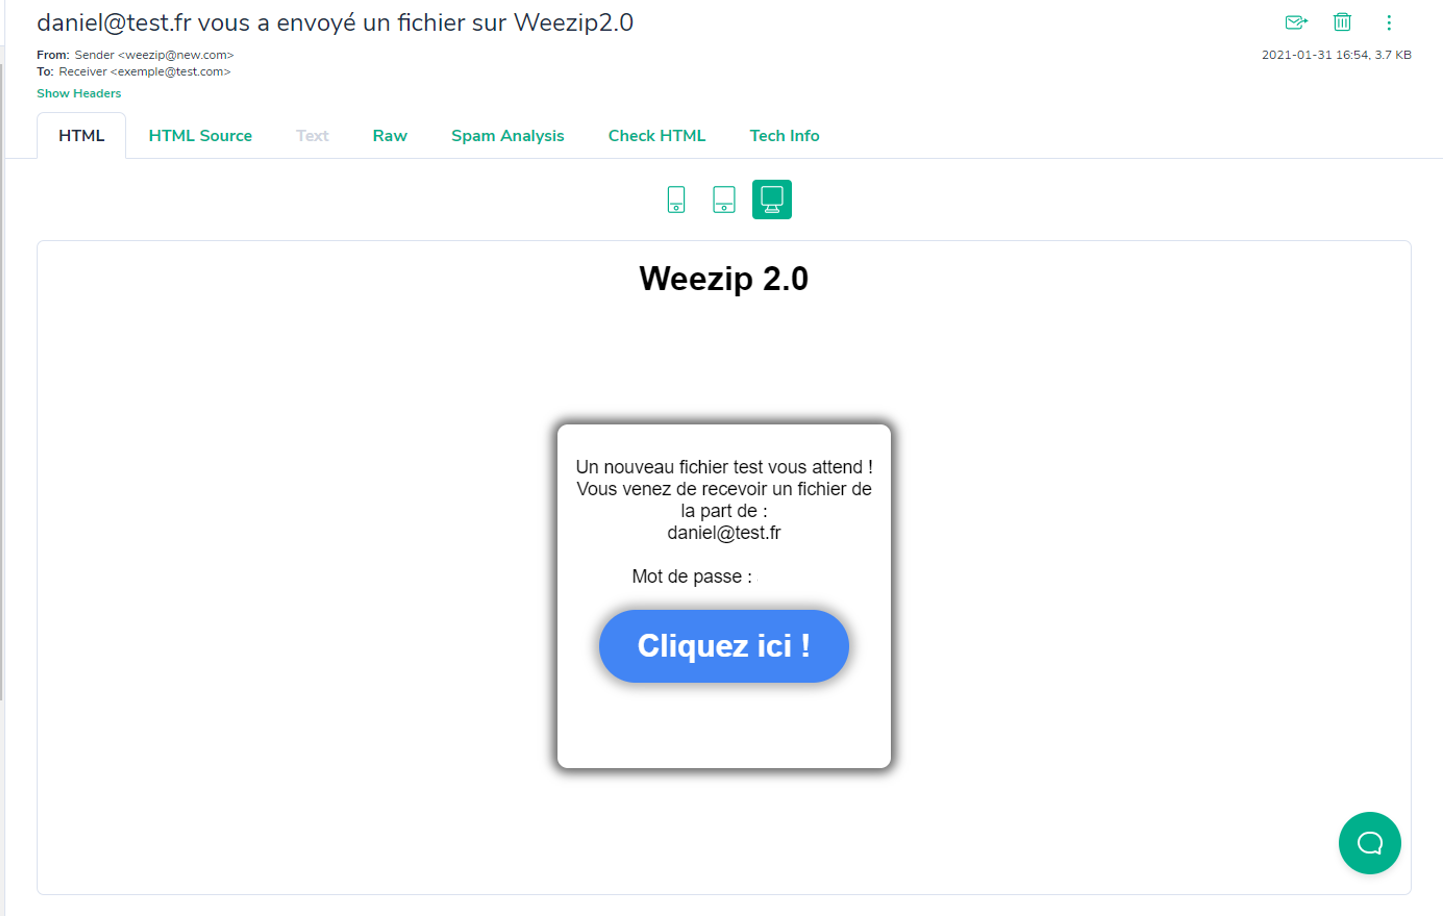 daniel@test.fr vous a envoyé un fichier sur Weezip2.0
From: Sender <weezip@new.com>
2021-01-31 16:54, 3.7 KB
To: Receiver <exemple@test.com>
Show Headers
HTML HTML Source Text Raw Spam Analysis Check HTML Tech Info
Weezip 2.0
Un nouveau fichier test vous attend !
Vous venez de recevoir un fichier de
la part de :
daniel@test.fr
Mot de passe :
Cliquez ici !